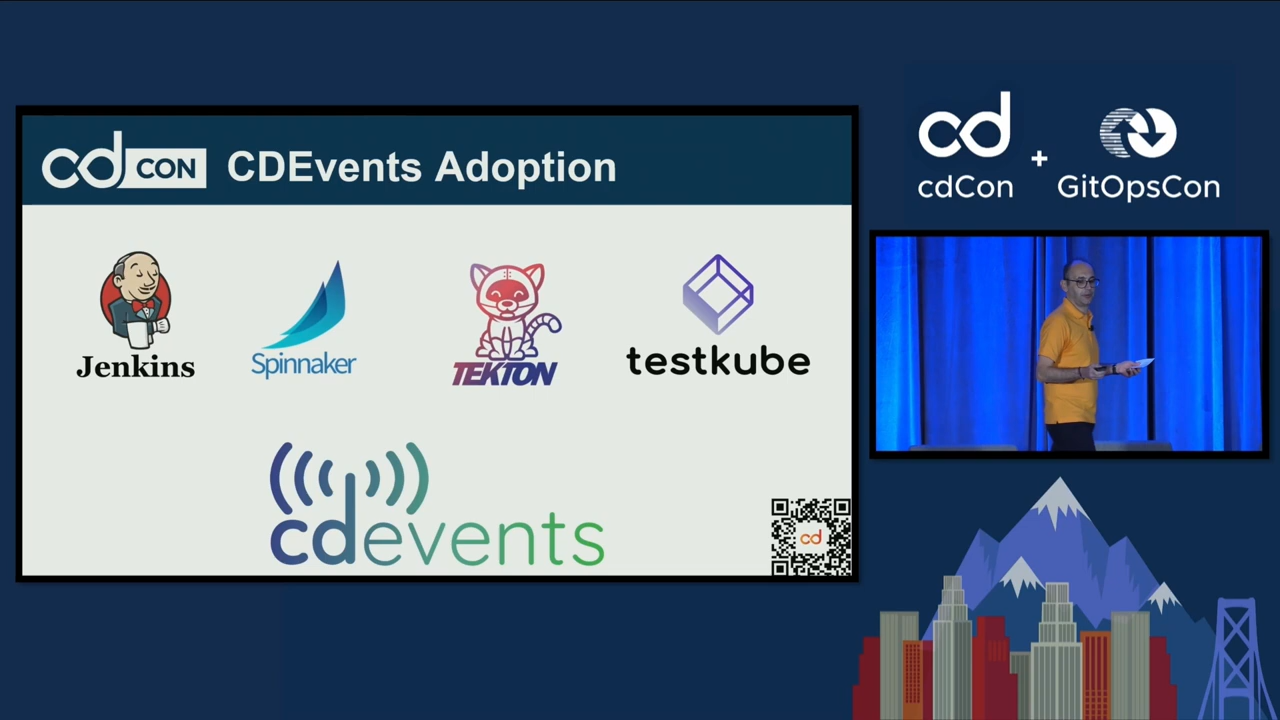 cd CON CDEvents Adoption
Jenkins
Spinnaker
TEKTON
testkube
cdevents
cd
cd
cdCon
+
GitOpsCon